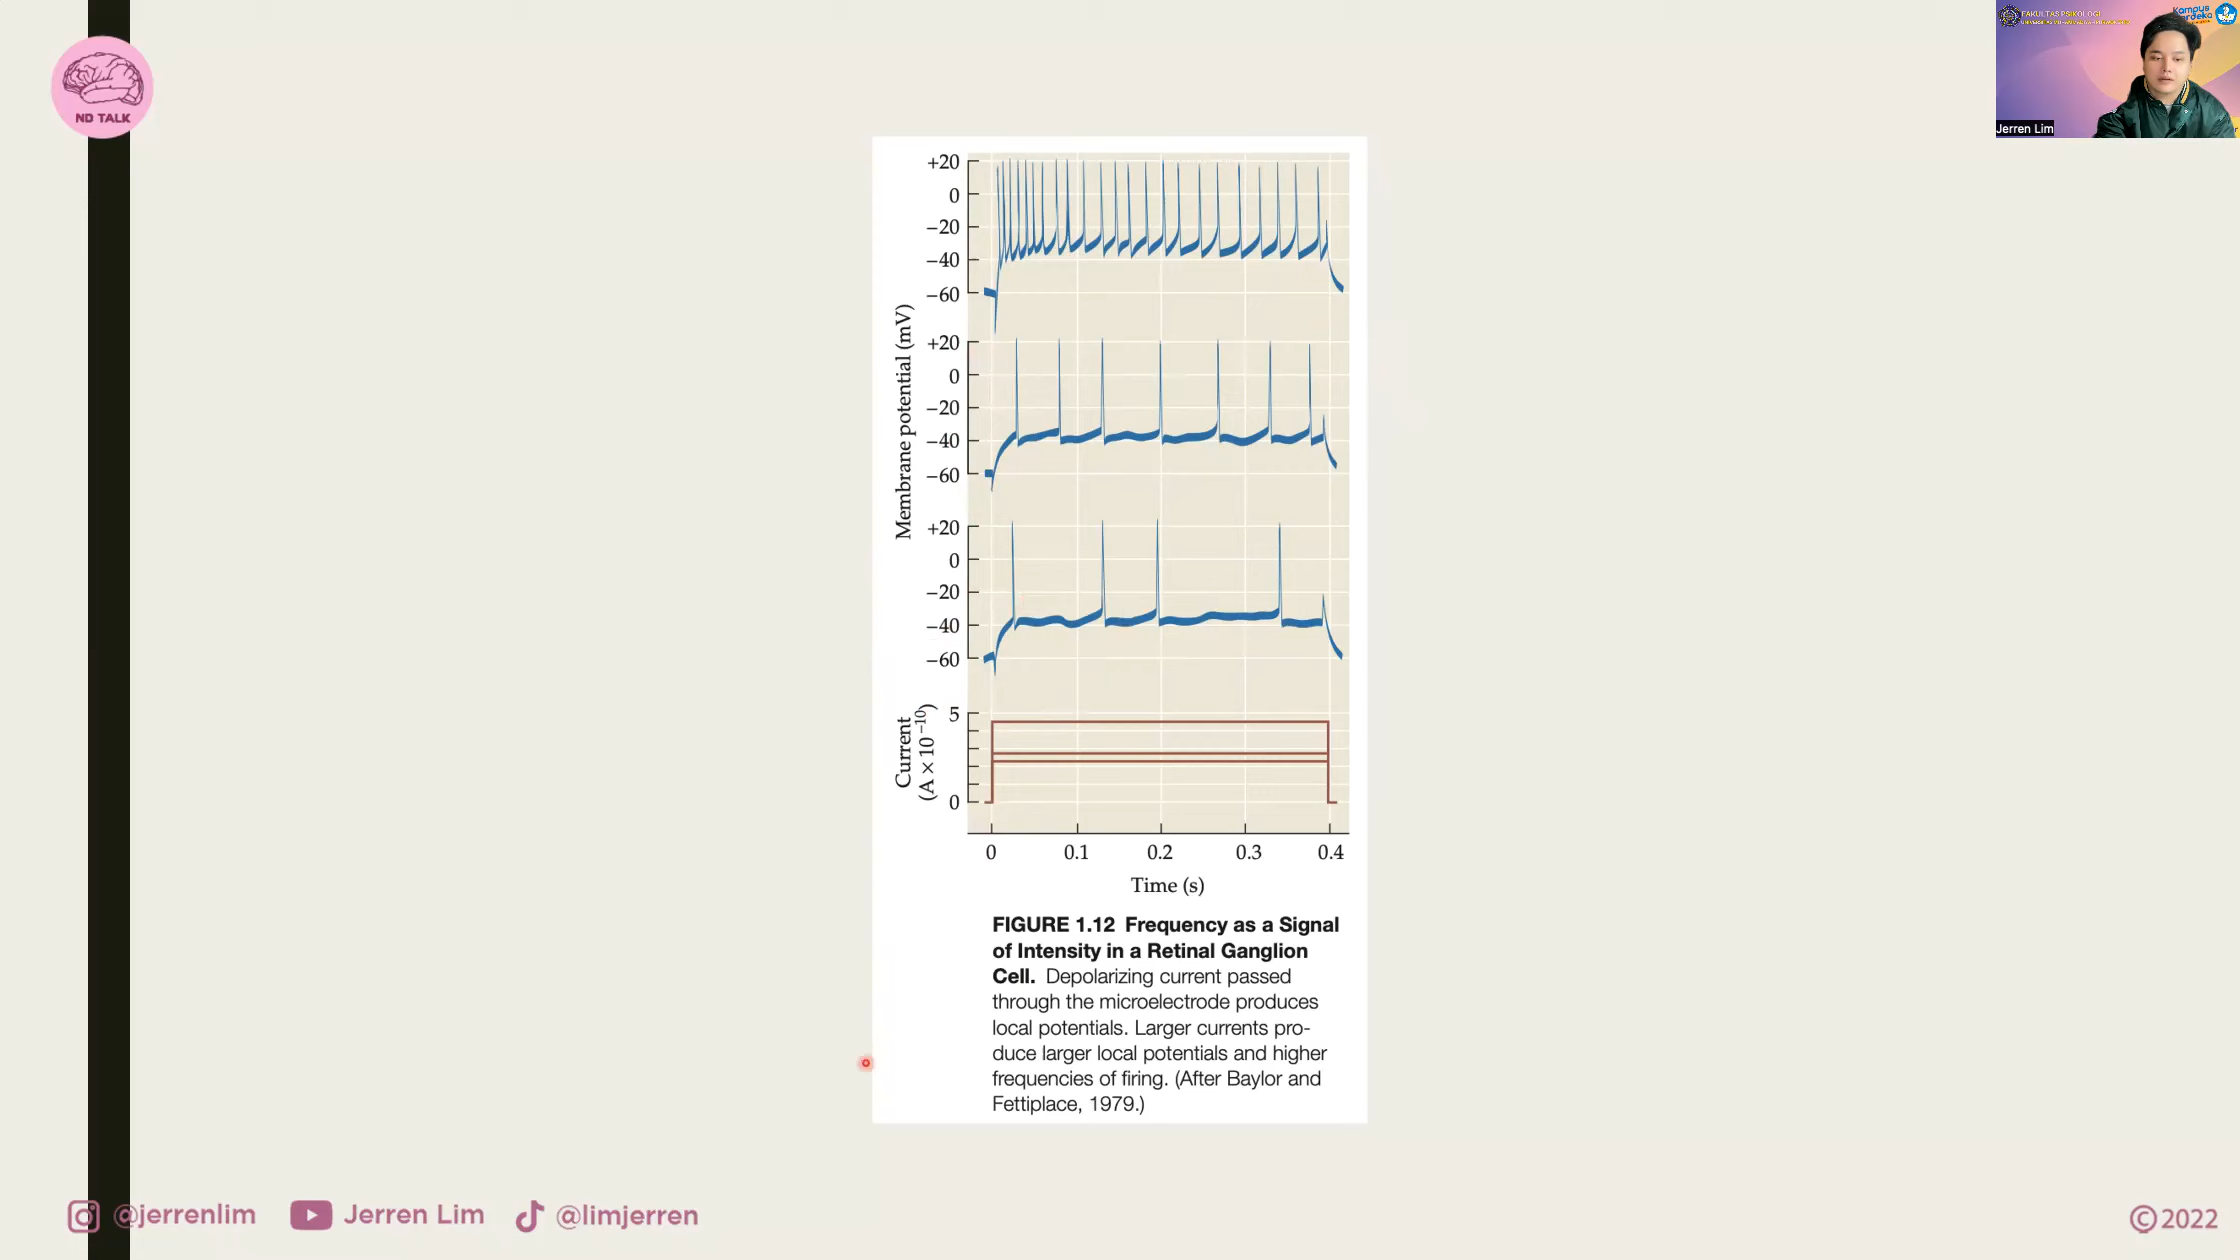 ND TALK
FAKULTAS PSIKOLOGI
Kampus
Merdeka
Jerren Lim
+20
0
−20
−40
−60
+20
0
−20
−40
−60
+20
0
−20
−40
−60
Membrane potential (mV)
5
0
Current
(A × 10⁻¹⁰)
0 0.1 0.2 0.3 0.4
Time (s)
FIGURE 1.12 Frequency as a Signal
of Intensity in a Retinal Ganglion
Cell. Depolarizing current passed
through the microelectrode produces
local potentials. Larger currents pro-
duce larger local potentials and higher
frequencies of firing. (After Baylor and
Fettiplace, 1979.)
@jerrenlim Jerren Lim @limjerren
©2022